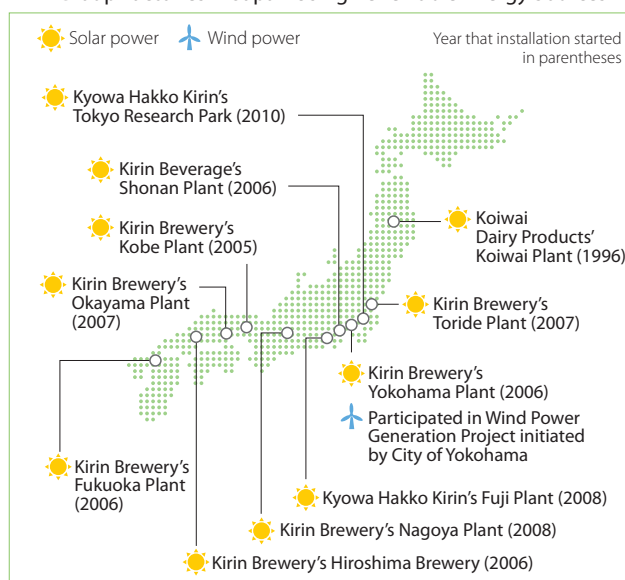 Solar power
Wind power
Year that installation started
in parentheses
Kyowa Hakko Kirin's
Tokyo Research Park (2010)
Kirin Beverage's
Shonan Plant (2006)
Kirin Brewery's
Kobe Plant (2005)
Koiwai
Dairy Products'
Koiwai Plant (1996)
Kirin Brewery's
Okayama Plant
(2007)
Kirin Brewery's
Toride Plant (2007)
Kirin Brewery's
Yokohama Plant
(2006)
Participated in Wind Power
Generation Project initiated
by City of Yokohama
Kirin Brewery's
Fukuoka Plant
(2006)
Kyowa Hakko Kirin's Fuji Plant (2008)
Kirin Brewery's Nagoya Plant (2008)
Kirin Brewery's Hiroshima Brewery (2006)